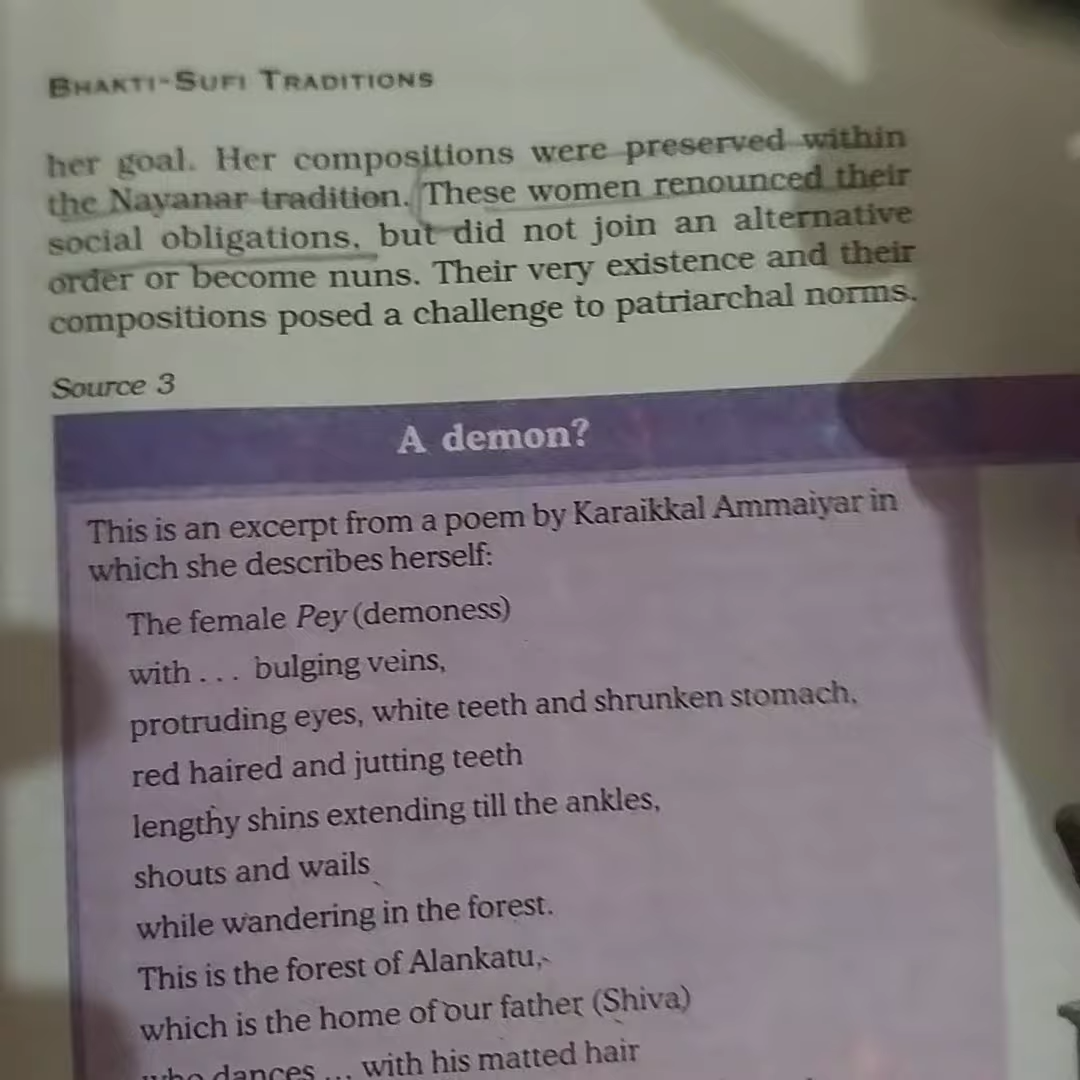 BHAKTI-SUFI TRADITIONS
her goal. Her compositions were preserved within
the Nayanar tradition. These women renounced their
social obligations, but did not join an alternative
order or become nuns. Their very existence and their
compositions posed a challenge to patriarchal norms.
Source 3
A demon?
This is an excerpt from a poem by Karaikkal Ammaiyar in
which she describes herself:
The female Pey (demoness)
with . . . bulging veins,
protruding eyes, white teeth and shrunken stomach,
red haired and jutting teeth
lengthy shins extending till the ankles,
shouts and wails
while wandering in the forest.
This is the forest of Alankatu,
which is the home of our father (Shiva)
who dances ... with his matted hair